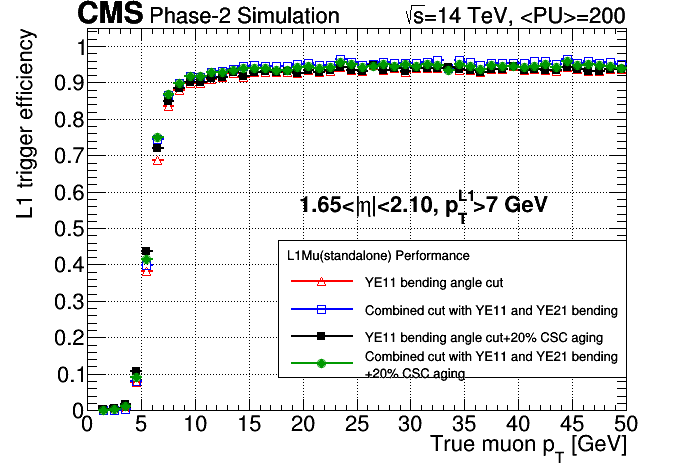 CMS Phase-2 Simulation √s=14 TeV, <PU>=200
L1 trigger efficiency
1
0.9
0.8
0.7
0.6
0.5
0.4
0.3
0.2
0.1
0
1.65<|η|<2.10, p_T^L1>7 GeV
L1Mu(standalone) Performance
YE11 bending angle cut
Combined cut with YE11 and YE21 bending
YE11 bending angle cut+20% CSC aging
Combined cut with YE11 and YE21 bending
+20% CSC aging
0 5 10 15 20 25 30 35 40 45 50
True muon p_T [GeV]